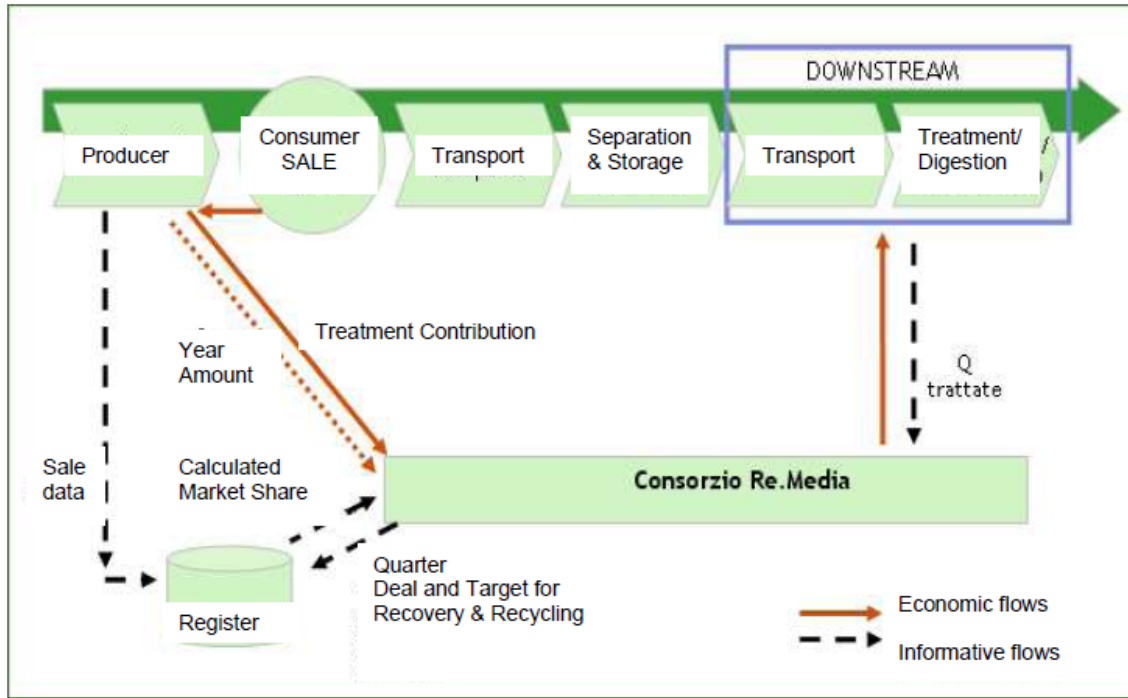 DOWNSTREAM
Producer
Consumer
SALE
Transport
Separation
& Storage
Transport
Treatment/
Digestion
Treatment Contribution
Year
Amount
Q
trattate
Sale
data
Calculated
Market Share
Consorzio Re.Media
Quarter
Deal and Target for
Recovery & Recycling
Register
Economic flows
Informative flows